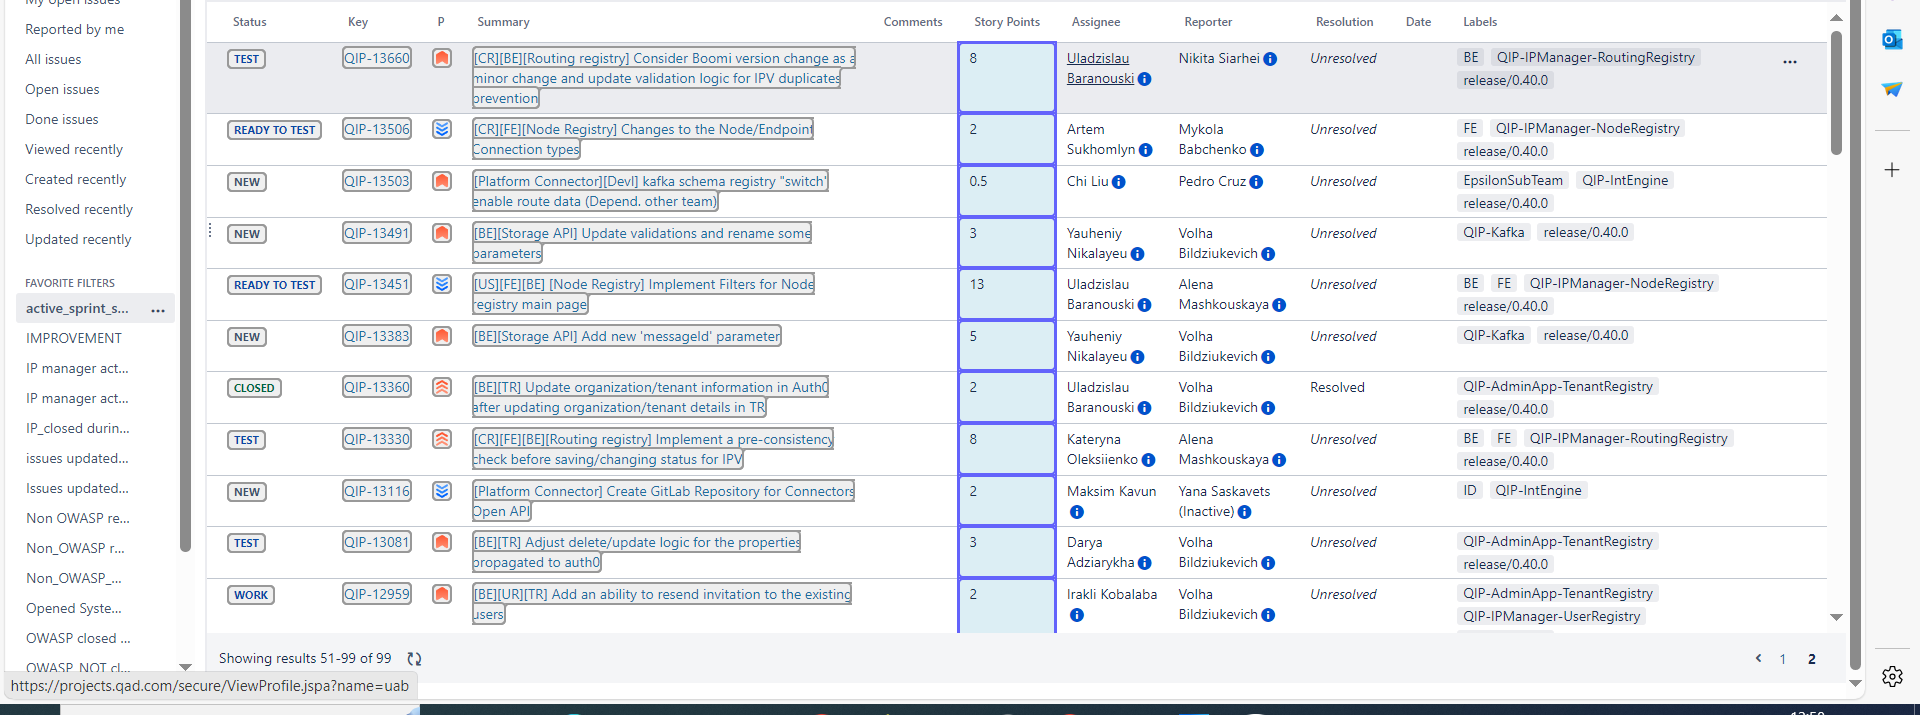 My open issues
Reported by me
All issues
Open issues
Done issues
Viewed recently
Created recently
Resolved recently
Updated recently
FAVORITE FILTERS
active_sprint_s... ...
IMPROVEMENT
IP manager act...
IP manager act...
IP_closed durin...
issues updated...
Issues updated...
Non OWASP re...
Non_OWASP r...
Non_OWASP_...
Opened Syste...
OWASP closed ...
OWASP_NOT cl...
https://projects.qad.com/secure/ViewProfile.jspa?name=uab
Status Key P Summary Comments Story Points Assignee Reporter Resolution Date Labels
TEST QIP-13660 [CR][BE][Routing registry] Consider Boomi version change as a 8 Uladzislau Nikita Siarhei Unresolved BE QIP-IPManager-RoutingRegistry ...
minor change and update validation logic for IPV duplicates Baranouski release/0.40.0
prevention
READY TO TEST QIP-13506 [CR][FE][Node Registry] Changes to the Node/Endpoint 2 Artem Mykola Unresolved FE QIP-IPManager-NodeRegistry
Connection types Sukhomlyn Babchenko release/0.40.0
NEW QIP-13503 [Platform Connector][Devl] kafka schema registry "switch' 0.5 Chi Liu Pedro Cruz Unresolved EpsilonSubTeam QIP-IntEngine
enable route data (Depend. other team) release/0.40.0
NEW QIP-13491 [BE][Storage API] Update validations and rename some 3 Yauheniy Volha Unresolved QIP-Kafka release/0.40.0
parameters Nikalayeu Bildziukevich
READY TO TEST QIP-13451 [US][FE][BE] [Node Registry] Implement Filters for Node 13 Uladzislau Alena Unresolved BE FE QIP-IPManager-NodeRegistry
registry main page Baranouski Mashkouskaya release/0.40.0
NEW QIP-13383 [BE][Storage API] Add new 'messageId' parameter 5 Yauheniy Volha Unresolved QIP-Kafka release/0.40.0
Nikalayeu Bildziukevich
CLOSED QIP-13360 [BE][TR] Update organization/tenant information in Auth0 2 Uladzislau Volha Resolved QIP-AdminApp-TenantRegistry
after updating organization/tenant details in TR Baranouski Bildziukevich release/0.40.0
TEST QIP-13330 [CR][FE][BE][Routing registry] Implement a pre-consistency 8 Kateryna Alena Unresolved BE FE QIP-IPManager-RoutingRegistry
check before saving/changing status for IPV Oleksiienko Mashkouskaya release/0.40.0
NEW QIP-13116 [Platform Connector] Create GitLab Repository for Connectors 2 Maksim Kavun Yana Saskavets Unresolved ID QIP-IntEngine
Open API (Inactive)
TEST QIP-13081 [BE][TR] Adjust delete/update logic for the properties 3 Darya Volha Unresolved QIP-AdminApp-TenantRegistry
propagated to auth0 Adziarykha Bildziukevich release/0.40.0
WORK QIP-12959 [BE][UR][TR] Add an ability to resend invitation to the existing 2 Irakli Kobalaba Volha Unresolved QIP-AdminApp-TenantRegistry
users Bildziukevich QIP-IPManager-UserRegistry
Showing results 51-99 of 99 1 2